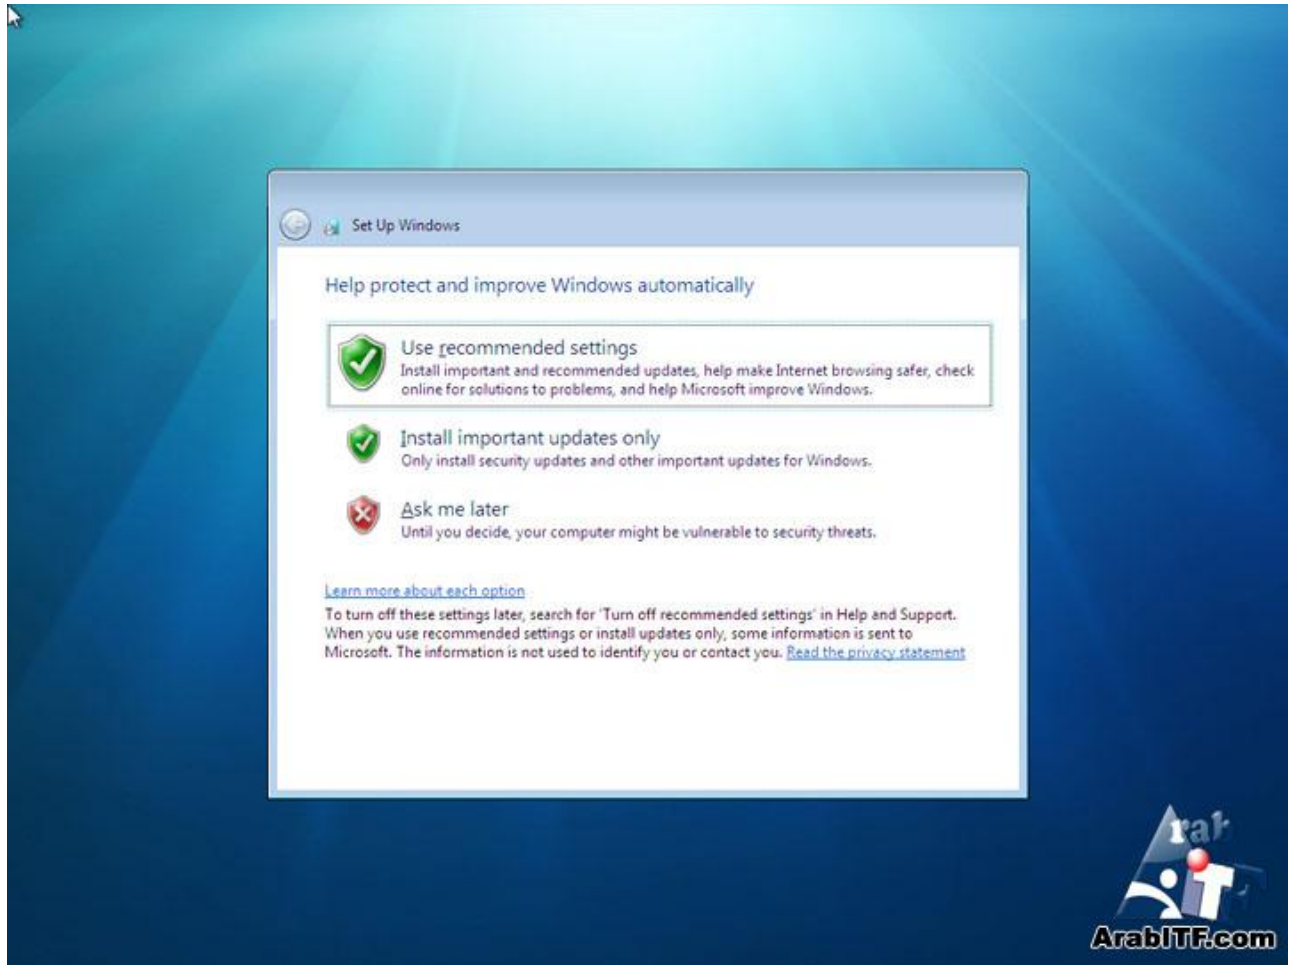 Set Up Windows
Help protect and improve Windows automatically
Use recommended settings
Install important and recommended updates, help make Internet browsing safer, check
online for solutions to problems, and help Microsoft improve Windows.
Install important updates only
Only install security updates and other important updates for Windows.
Ask me later
Until you decide, your computer might be vulnerable to security threats.
Learn more about each option
To turn off these settings later, search for 'Turn off recommended settings' in Help and Support.
When you use recommended settings or install updates only, some information is sent to
Microsoft. The information is not used to identify you or contact you. Read the privacy statement
Arab
iTF
ArabITF.com